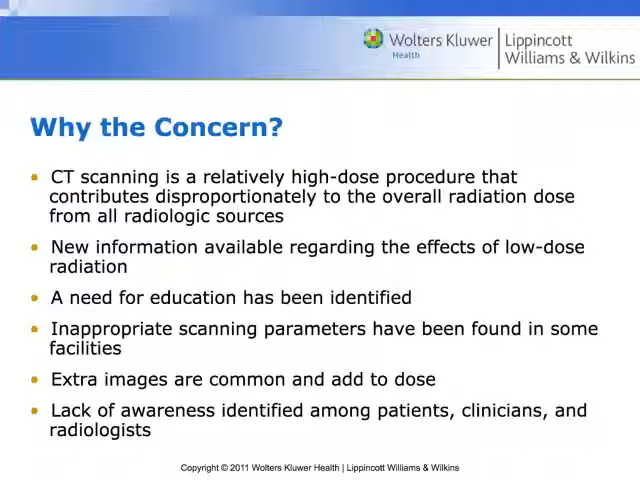 Wolters Kluwer
Health
Lippincott
Williams & Wilkins
Why the Concern?
• CT scanning is a relatively high-dose procedure that
contributes disproportionately to the overall radiation dose
from all radiologic sources
• New information available regarding the effects of low-dose
radiation
• A need for education has been identified
• Inappropriate scanning parameters have been found in some
facilities
• Extra images are common and add to dose
• Lack of awareness identified among patients, clinicians, and
radiologists
Copyright © 2011 Wolters Kluwer Health | Lippincott Williams & Wilkins